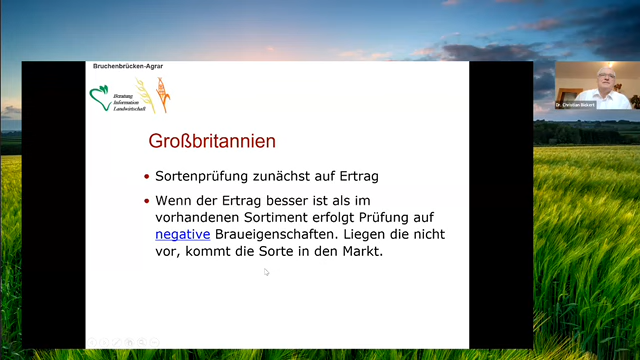 Bruchenbrücken-Agrar
Beratung
Information
Landwirtschaft
Großbritannien
• Sortenprüfung zunächst auf Ertrag
• Wenn der Ertrag besser ist als im
vorhandenen Sortiment erfolgt Prüfung auf
negative Braueigenschaften. Liegen die nicht
vor, kommt die Sorte in den Markt.
Dr. Christian